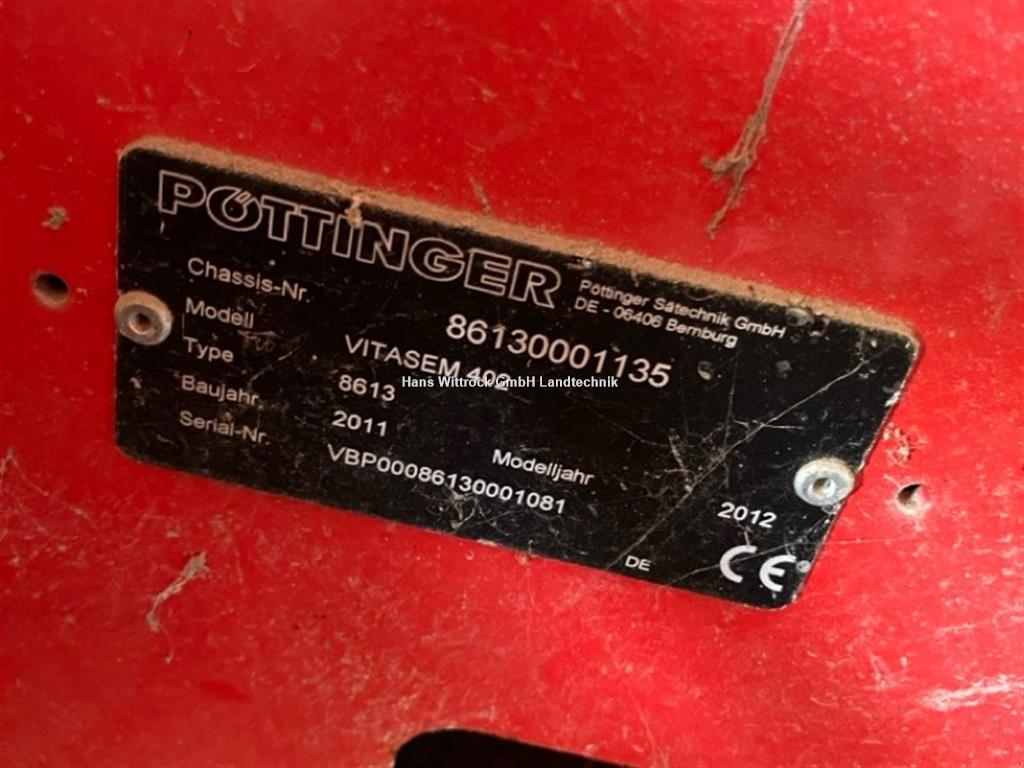 PÖTTINGER
Pöttinger Sätechnik GmbH
DE - 06406 Bernburg
Chassis-Nr. 86130001135
Modell VITASEM 402
Type 8613
Baujahr 2011 Modelljahr 2012
Serial-Nr. VBP00086130001081
DE CE
Hans Wittrock GmbH Landtechnik